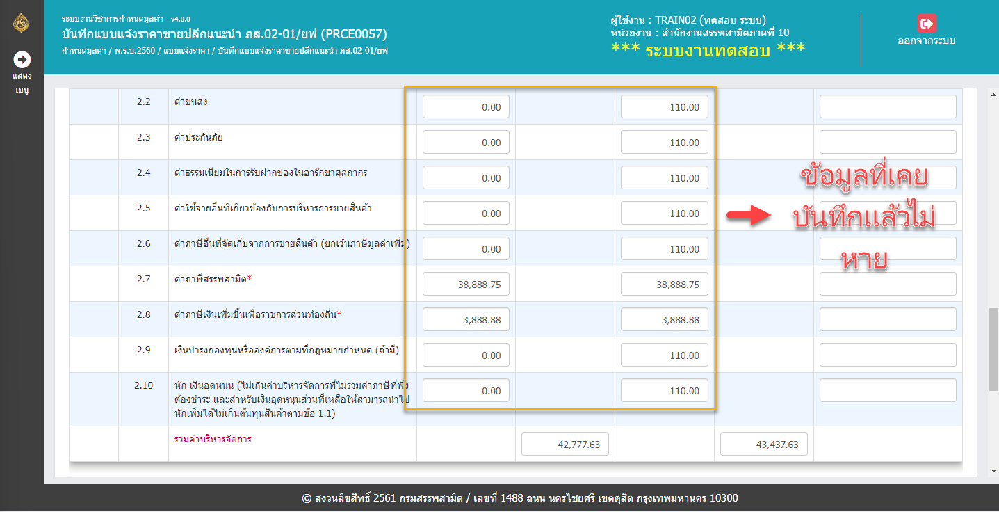 ระบบงานวิชาการกำหนดมูลค่า v4.0.0
บันทึกแบบแจ้งราคาขายปลีกแนะนำ ภส.02-01/ยฟ (PRCE0057)
กำหนดมูลค่า / พ.ร.บ.2560 / แบบแจ้งราคา / บันทึกแบบแจ้งราคาขายปลีกแนะนำ ภส.02-01/ยฟ
ผู้ใช้งาน : TRAIN02 (ทดสอบ ระบบ)
หน่วยงาน : สำนักงานสรรพสามิตภาคที่ 10
*** ระบบงานทดสอบ ***
ออกจากระบบ
แสดง
เมนู
2.2 ค่าขนส่ง 0.00 110.00
2.3 ค่าประกันภัย 0.00 110.00
2.4 ค่าธรรมเนียมในการรับฝากของในอารักขาศุลกากร 0.00 110.00
2.5 ค่าใช้จ่ายอื่นที่เกี่ยวข้องกับการบริหารการขายสินค้า 0.00 110.00
2.6 ค่าภาษีอื่นที่จัดเก็บจากการขายสินค้า (ยกเว้นภาษีมูลค่าเพิ่ม) 0.00 110.00
2.7 ค่าภาษีสรรพสามิต* 38,888.75 38,888.75
2.8 ค่าภาษีเงินเพิ่มขึ้นเพื่อราชการส่วนท้องถิ่น* 3,888.88 3,888.88
2.9 เงินบำรุงกองทุนหรือองค์การตามที่กฎหมายกำหนด (ถ้ามี) 0.00 110.00
2.10 หัก เงินอุดหนุน (ไม่เกินค่าบริหารจัดการที่ไม่รวมค่าภาษีที่พึง 0.00 110.00
ต้องชำระ และสำหรับเงินอุดหนุนส่วนที่เหลือให้สามารถนำไป
หักเพิ่มได้ไม่เกินต้นทุนสินค้าตามข้อ 1.1)
รวมค่าบริหารจัดการ 42,777.63 43,437.63
ข้อมูลที่เคย
บันทึกแล้วไม่
หาย
© สงวนลิขสิทธิ์ 2561 กรมสรรพสามิต / เลขที่ 1488 ถนน นครไชยศรี เขตดุสิต กรุงเทพมหานคร 10300